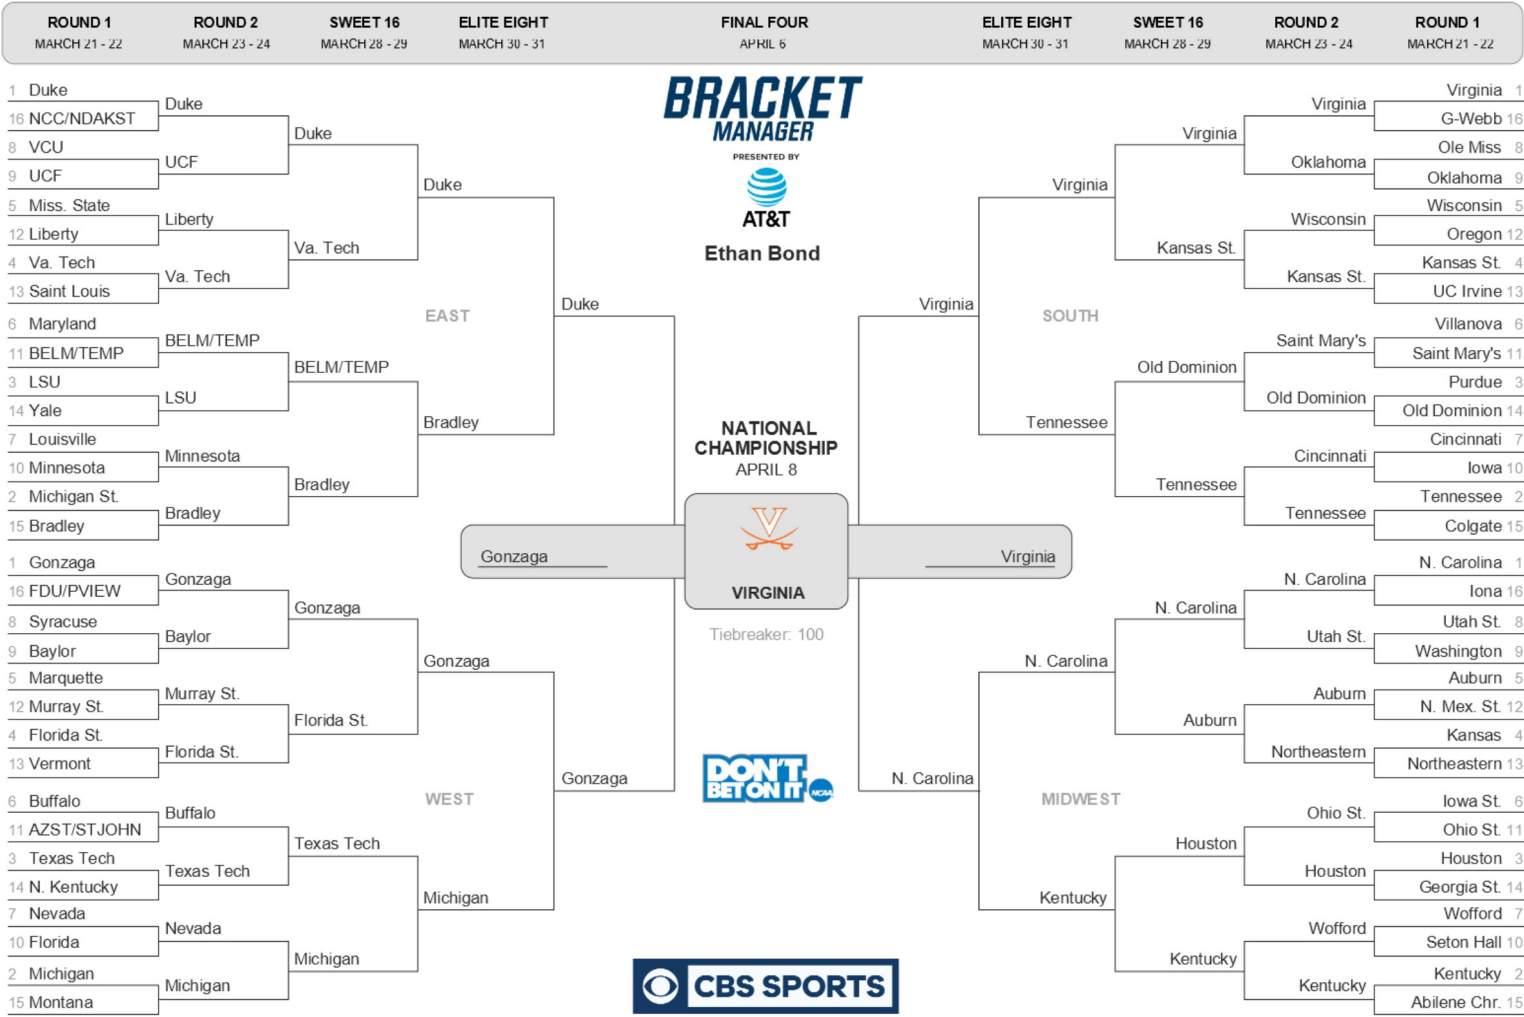 ROUND 1
MARCH 21 - 22
ROUND 2
MARCH 23 - 24
SWEET 16
MARCH 28 - 29
ELITE EIGHT
MARCH 30 - 31
FINAL FOUR
APRIL 6
ELITE EIGHT
MARCH 30 - 31
SWEET 16
MARCH 28 - 29
ROUND 2
MARCH 23 - 24
ROUND 1
MARCH 21 - 22
1 Duke
16 NCC/NDAKST
8 VCU
9 UCF
5 Miss. State
12 Liberty
4 Va. Tech
13 Saint Louis
6 Maryland
11 BELM/TEMP
3 LSU
14 Yale
7 Louisville
10 Minnesota
2 Michigan St.
15 Bradley
1 Gonzaga
16 FDU/PVIEW
8 Syracuse
9 Baylor
5 Marquette
12 Murray St.
4 Florida St.
13 Vermont
6 Buffalo
11 AZST/STJOHN
3 Texas Tech
14 N. Kentucky
7 Nevada
10 Florida
2 Michigan
15 Montana
Duke
UCF
Liberty
Va. Tech
BELM/TEMP
LSU
Minnesota
Bradley
Gonzaga
Baylor
Murray St.
Florida St.
Buffalo
Texas Tech
Nevada
Michigan
Duke
Va. Tech
BELM/TEMP
Bradley
Gonzaga
Florida St.
Texas Tech
Michigan
Duke
EAST
Bradley
Gonzaga
WEST
Michigan
Duke
Gonzaga
BRACKET
MANAGER
PRESENTED BY
AT&T
Ethan Bond
NATIONAL
CHAMPIONSHIP
APRIL 8
Gonzaga
Virginia
VIRGINIA
Tiebreaker: 100
DON'T
BET ON IT
NCAA
CBS SPORTS
Virginia
N. Carolina
Virginia
SOUTH
Tennessee
N. Carolina
MIDWEST
Kentucky
Virginia
Kansas St.
Old Dominion
Tennessee
N. Carolina
Auburn
Houston
Kentucky
Virginia
Oklahoma
Wisconsin
Kansas St.
Saint Mary's
Old Dominion
Cincinnati
Tennessee
N. Carolina
Utah St.
Auburn
Northeastern
Ohio St.
Houston
Wofford
Kentucky
Virginia 1
G-Webb 16
Ole Miss 8
Oklahoma 9
Wisconsin 5
Oregon 12
Kansas St. 4
UC Irvine 13
Villanova 6
Saint Mary's 11
Purdue 3
Old Dominion 14
Cincinnati 7
Iowa 10
Tennessee 2
Colgate 15
N. Carolina 1
Iona 16
Utah St. 8
Washington 9
Auburn 5
N. Mex. St. 12
Kansas 4
Northeastern 13
Iowa St. 6
Ohio St. 11
Houston 3
Georgia St. 14
Wofford 7
Seton Hall 10
Kentucky 2
Abilene Chr. 15